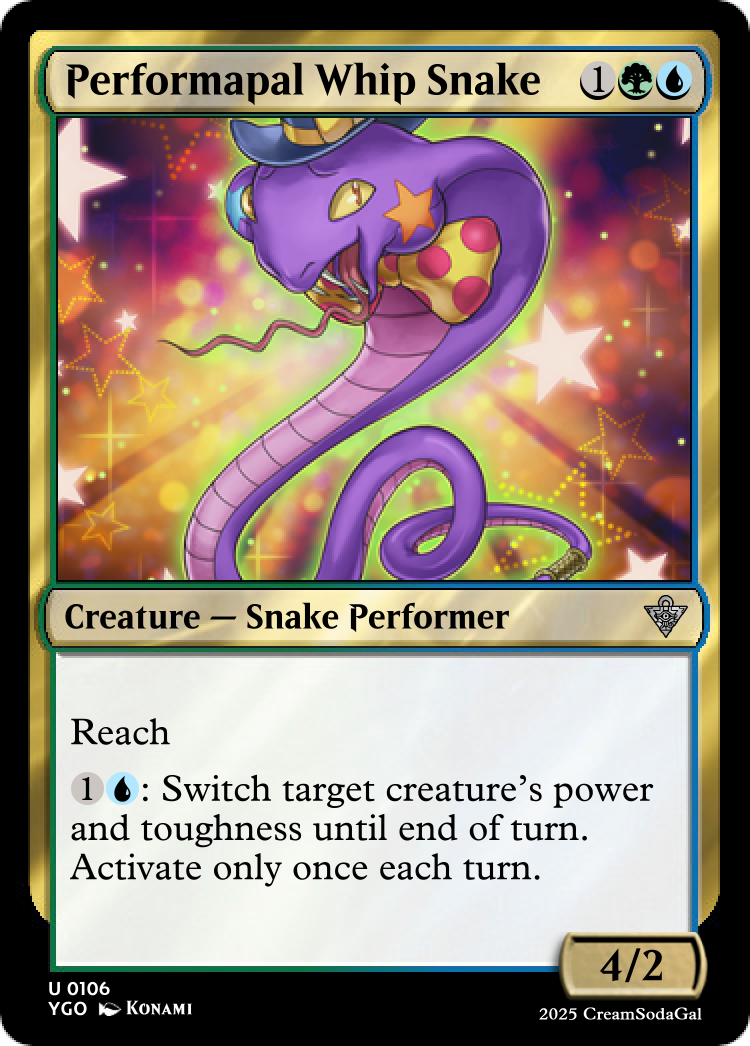 Performapal Whip Snake 1
Creature — Snake Performer
Reach
1: Switch target creature's power
and toughness until end of turn.
Activate only once each turn.
4/2
U 0106
YGO KONAMI
2025 CreamSodaGal